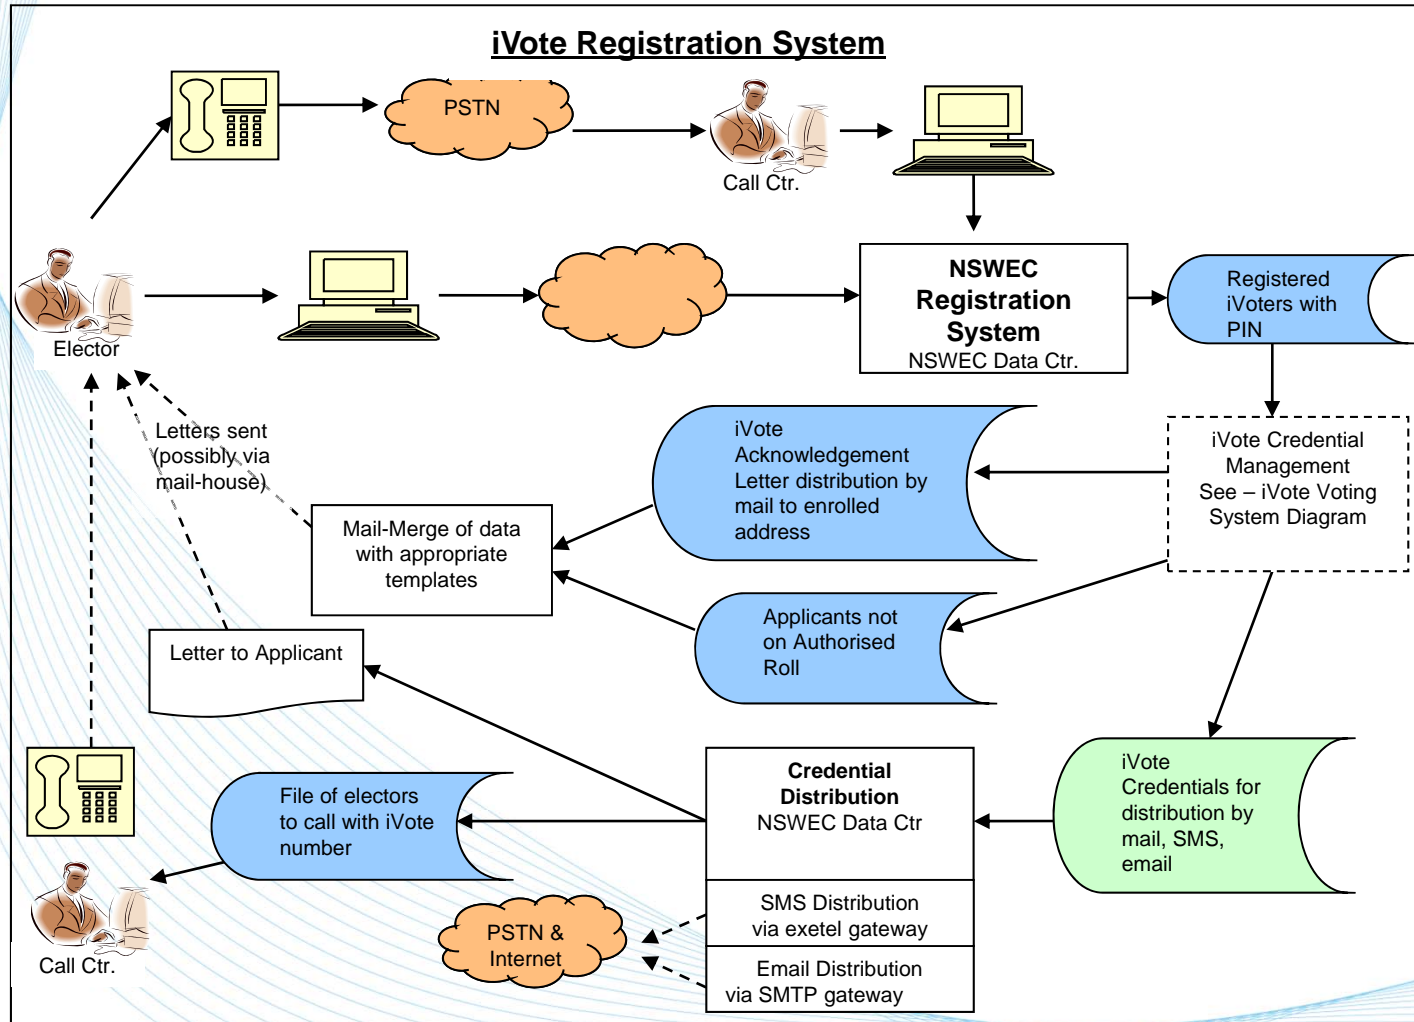 iVote Registration System
PSTN
Call Ctr.
Elector
NSWEC
Registration
System
NSWEC Data Ctr.
Registered
iVoters with
PIN
Letters sent
(possibly via
mail-house)
iVote
Acknowledgement
Letter distribution by
mail to enrolled
address
iVote Credential
Management
See – iVote Voting
System Diagram
Mail-Merge of data
with appropriate
templates
Applicants not
on Authorised
Roll
Letter to Applicant
File of electors
to call with iVote
number
Credential
Distribution
NSWEC Data Ctr
iVote
Credentials for
distribution by
mail, SMS,
email
SMS Distribution
via exetel gateway
PSTN &
Internet
Email Distribution
via SMTP gateway
Call Ctr.